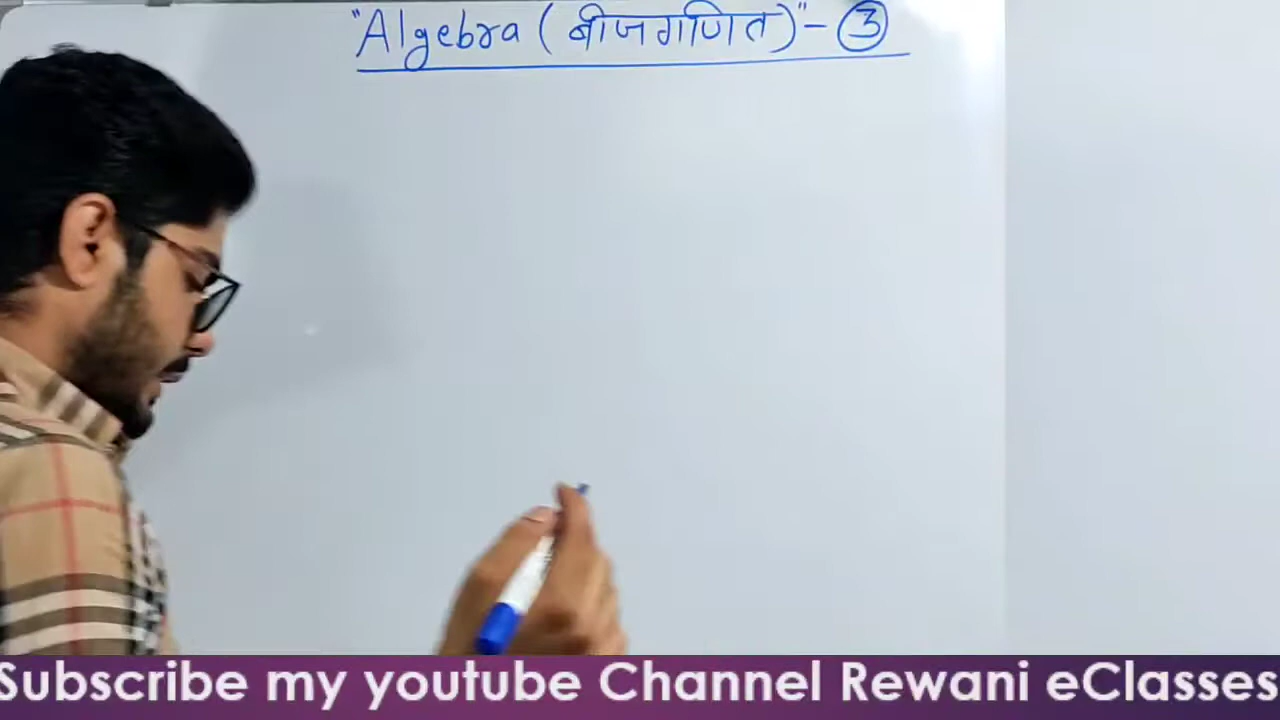 "Algebra (बीजगणित)"-③
Subscribe my youtube Channel Rewani eClasses